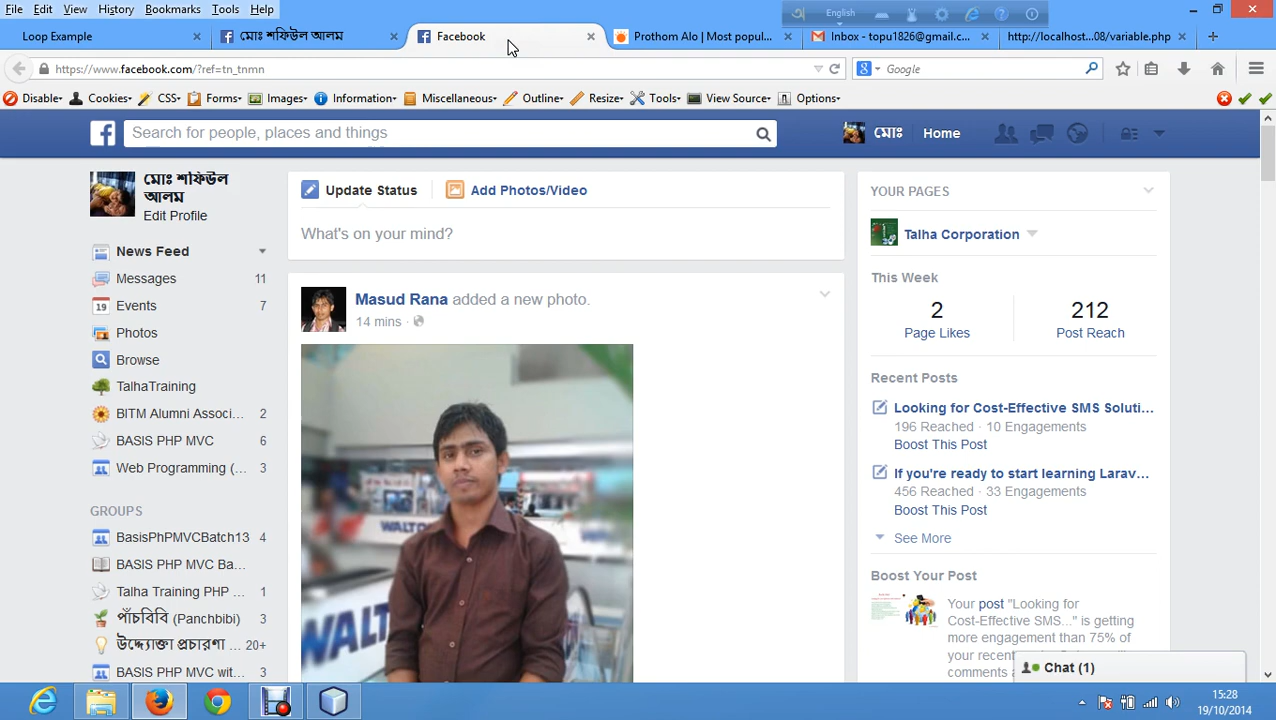 File Edit View History Bookmarks Tools Help
English
Loop Example
মোঃ শফিউল আলম
Facebook
Prothom Alo | Most popul...
Inbox - topu1826@gmail.c...
http://localhost...08/variable.php
https://www.facebook.com/?ref=tn_tnmn
Google
Disable Cookies CSS Forms Images Information Miscellaneous Outline Resize Tools View Source Options
Search for people, places and things
মোঃ Home
মোঃ শফিউল
আলম
Edit Profile
News Feed
Messages 11
19 Events 7
Photos
Browse
TalhaTraining
BITM Alumni Associ... 2
BASIS PHP MVC 6
Web Programming (... 3
GROUPS
BasisPhPMVCBatch13 4
BASIS PHP MVC Ba...
Talha Training PHP ... 1
পাঁচবিবি (Panchbibi) 3
উদ্দ্যোক্তা প্রচারণা ... 20+
BASIS PHP MVC wit... 3
Update Status Add Photos/Video
What's on your mind?
Masud Rana added a new photo.
14 mins ·
WALTON
WALTO
YOUR PAGES
Talha Corporation
This Week
2 212
Page Likes Post Reach
Recent Posts
Looking for Cost-Effective SMS Soluti...
196 Reached · 10 Engagements
Boost This Post
If you're ready to start learning Larav...
456 Reached · 33 Engagements
Boost This Post
See More
Boost Your Post
Your post "Looking for
Cost-Effective SMS..." is getting
more engagement than 75% of
your recent
comments a
Chat (1)
15:28
19/10/2014